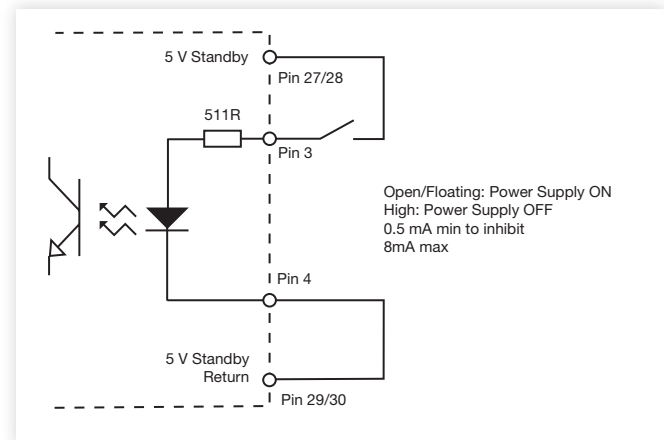 5 V Standby
Pin 27/28
511R
Pin 3
Open/Floating: Power Supply ON
High: Power Supply OFF
0.5 mA min to inhibit
8mA max
Pin 4
5 V Standby
Return
Pin 29/30